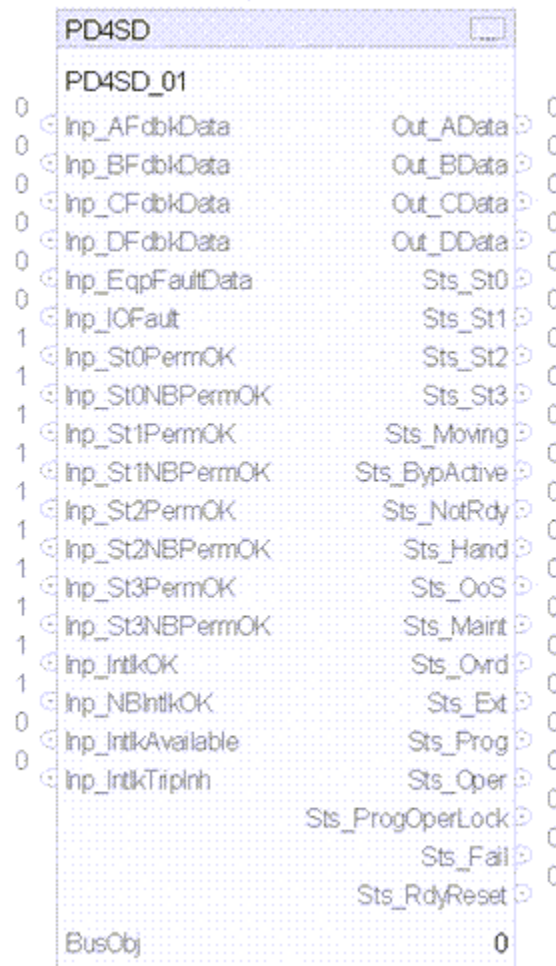 PD4SD ...
PD4SD_01
0 Inp_AFdbkData Out_AData
0 Inp_BFdbkData Out_BData
0 Inp_CFdbkData Out_CData
0 Inp_DFdbkData Out_DData
0 Inp_EqpFaultData Sts_St0
0 Inp_IOFault Sts_St1
1 Inp_St0PermOK Sts_St2
1 Inp_St0NBPermOK Sts_St3
1 Inp_St1PermOK Sts_Moving
1 Inp_St1NBPermOK Sts_BypActive
1 Inp_St2PermOK Sts_NotRdy
1 Inp_St2NBPermOK Sts_Hand
1 Inp_St3PermOK Sts_OoS
1 Inp_St3NBPermOK Sts_Maint
1 Inp_IntlkOK Sts_Ovrd
1 Inp_NBIntlkOK Sts_Ext
0 Inp_IntlkAvailable Sts_Prog
0 Inp_IntlkTripInh Sts_Oper
Sts_ProgOperLock
Sts_Fail
Sts_RdyReset
BusObj 0